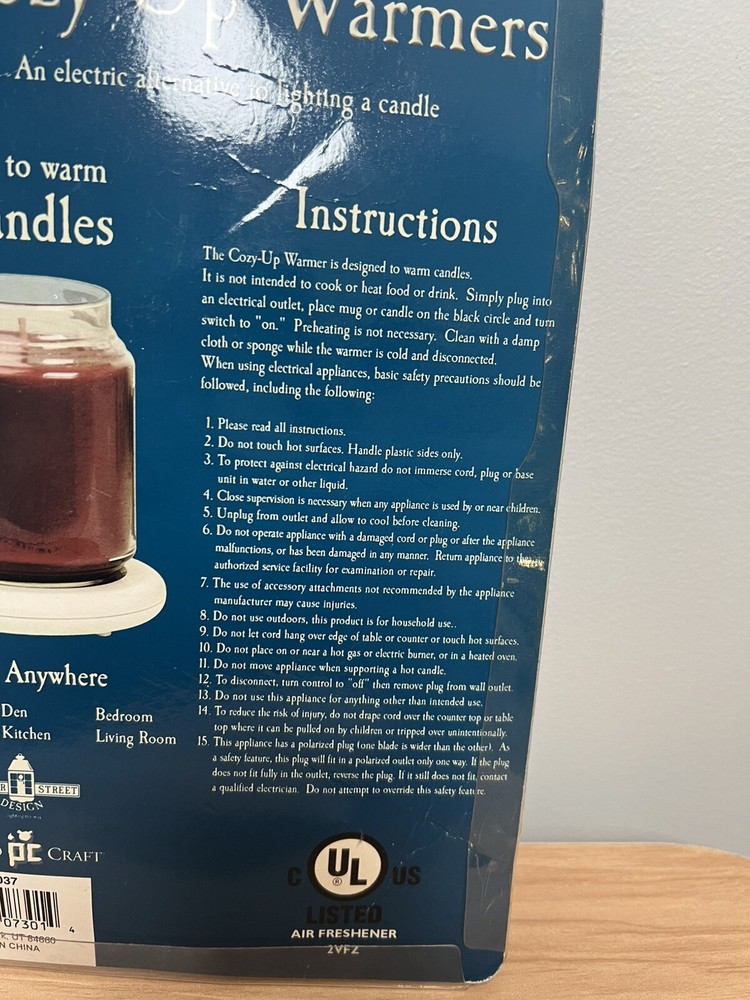 Warmers
An electric alternative to lighting a candle
to warm
Instructions
The Cozy-Up Warmer is designed to warm candles.
It is not intended to cook or heat food or drink. Simply plug into
an electrical outlet, place mug or candle on the black circle and turn
switch to "on." Preheating is not necessary. Clean with a damp
cloth or sponge while the warmer is cold and disconnected.
When using electrical appliances, basic safety precautions should be
followed, including the following:
1. Please read all instructions.
2. Do not touch hot surfaces. Handle plastic sides only.
3. To protect against electrical hazard do not immerse cord, plug or base
unit in water or other liquid.
4. Close supervision is necessary when any appliance is used by or near children.
5. Unplug from outlet and allow to cool before cleaning.
6. Do not operate appliance with a damaged cord or plug or after the appliance
malfunctions, or has been damaged in any manner. Return appliance to the
authorized service facility for examination or repair.
7. The use of accessory attachments not recommended by the appliance
manufacturer may cause injuries.
8. Do not use outdoors, this product is for household use..
9. Do not let cord hang over edge of table or counter or touch hot surfaces.
10. Do not place on or near a hot gas or electric burner, or in a heated oven.
11. Do not move appliance when supporting a hot candle.
12. To disconnect, turn control to "off" then remove plug from wall outlet.
13. Do not use this appliance for anything other than intended use.
14. To reduce the risk of injury, do not drape cord over the counter top or table
top where it can be pulled on by children or tripped over unintentionally.
15. This appliance has a polarized plug (one blade is wider than the other). As
a safety feature, this plug will fit in a polarized outlet only one way. If the plug
does not fit fully in the outlet, reverse the plug. If it still does not fit, contact
a qualified electrician. Do not attempt to override this safety feature.
andles
Anywhere
Den Bedroom
Kitchen Living Room
R STREET
DESIGN
pc CRAFT
037
07301 4
UT 84660
N CHINA
C UL ® US
LISTED
AIR FRESHENER
2VFZ